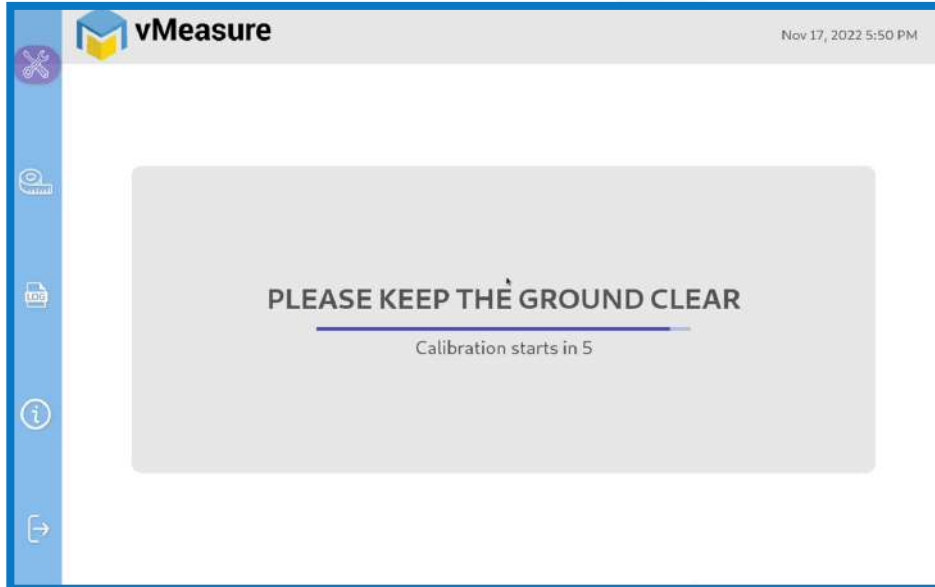 vMeasure
Nov 17, 2022 5:50 PM
LOG
PLEASE KEEP THE GROUND CLEAR
Calibration starts in 5